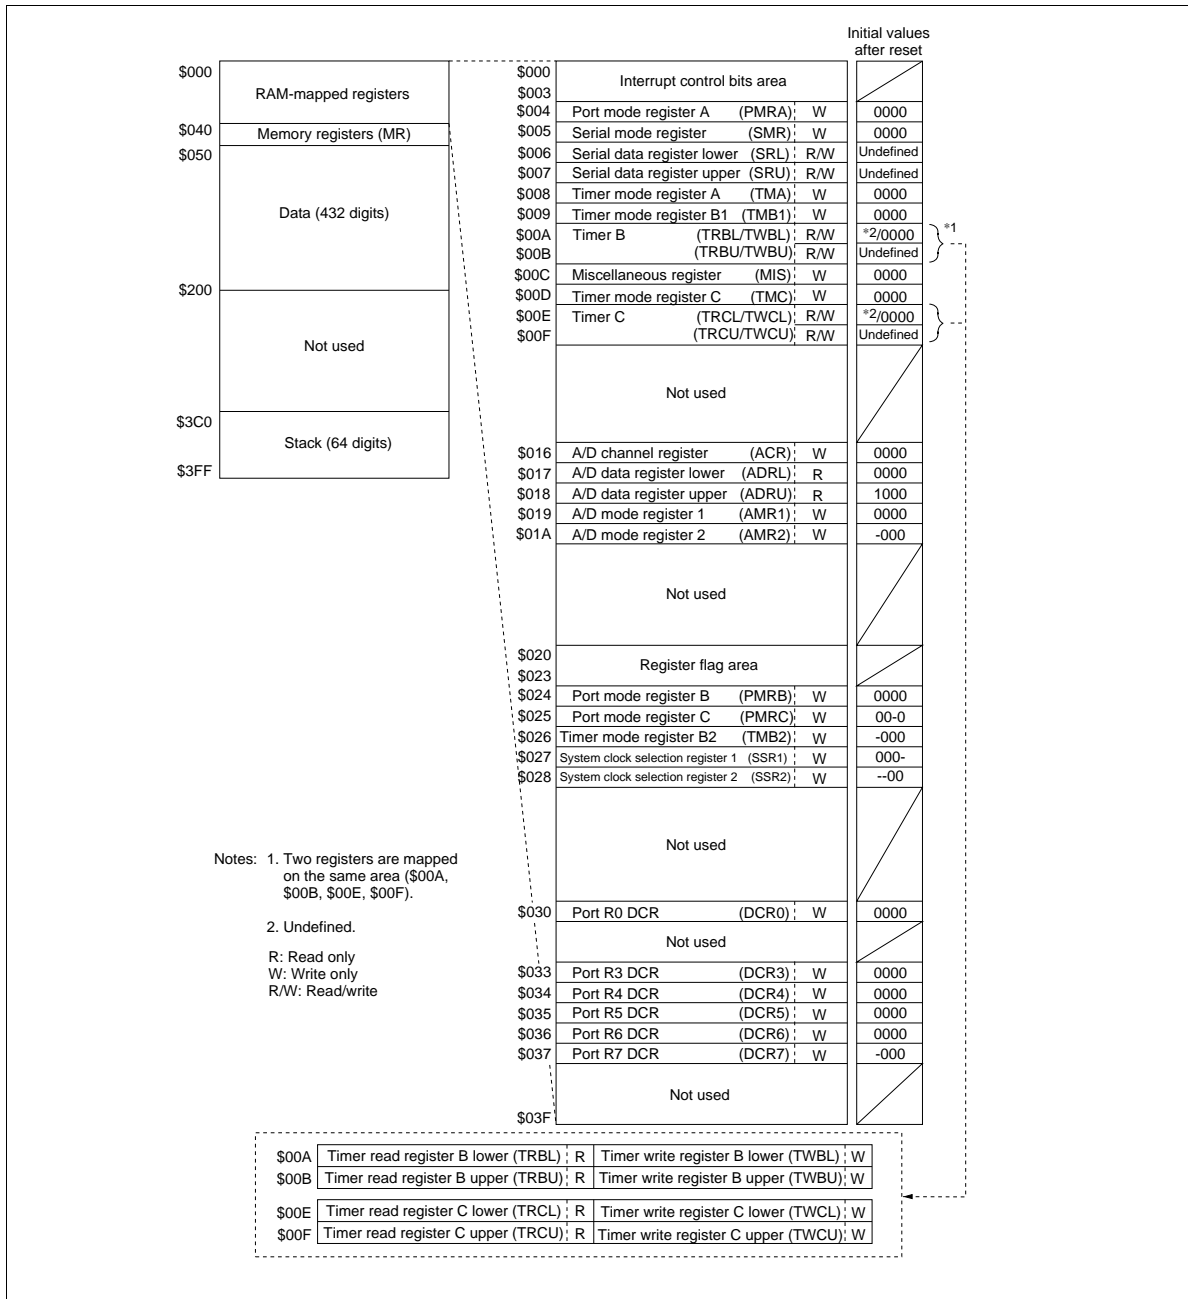 Initial values
after reset
$000
RAM-mapped registers
$040
Memory registers (MR)
$050
Data (432 digits)
$200
Not used
$3C0
Stack (64 digits)
$3FF
$000
$003
Interrupt control bits area
$004 Port mode register A (PMRA) W 0000
$005 Serial mode register (SMR) W 0000
$006 Serial data register lower (SRL) R/W Undefined
$007 Serial data register upper (SRU) R/W Undefined
$008 Timer mode register A (TMA) W 0000
$009 Timer mode register B1 (TMB1) W 0000
$00A Timer B (TRBL/TWBL) R/W *2/0000 *1
$00B (TRBU/TWBU) R/W Undefined
$00C Miscellaneous register (MIS) W 0000
$00D Timer mode register C (TMC) W 0000
$00E Timer C (TRCL/TWCL) R/W *2/0000
$00F (TRCU/TWCU) R/W Undefined
Not used
$016 A/D channel register (ACR) W 0000
$017 A/D data register lower (ADRL) R 0000
$018 A/D data register upper (ADRU) R 1000
$019 A/D mode register 1 (AMR1) W 0000
$01A A/D mode register 2 (AMR2) W -000
Not used
$020
$023
Register flag area
$024 Port mode register B (PMRB) W 0000
$025 Port mode register C (PMRC) W 00-0
$026 Timer mode register B2 (TMB2) W -000
$027 System clock selection register 1 (SSR1) W 000-
$028 System clock selection register 2 (SSR2) W --00
Not used
$030 Port R0 DCR (DCR0) W 0000
Not used
$033 Port R3 DCR (DCR3) W 0000
$034 Port R4 DCR (DCR4) W 0000
$035 Port R5 DCR (DCR5) W 0000
$036 Port R6 DCR (DCR6) W 0000
$037 Port R7 DCR (DCR7) W -000
Not used
$03F
Notes: 1. Two registers are mapped
on the same area ($00A,
$00B, $00E, $00F).
2. Undefined.
R: Read only
W: Write only
R/W: Read/write
$00A Timer read register B lower (TRBL) R Timer write register B lower (TWBL) W
$00B Timer read register B upper (TRBU) R Timer write register B upper (TWBU) W
$00E Timer read register C lower (TRCL) R Timer write register C lower (TWCL) W
$00F Timer read register C upper (TRCU) R Timer write register C upper (TWCU) W